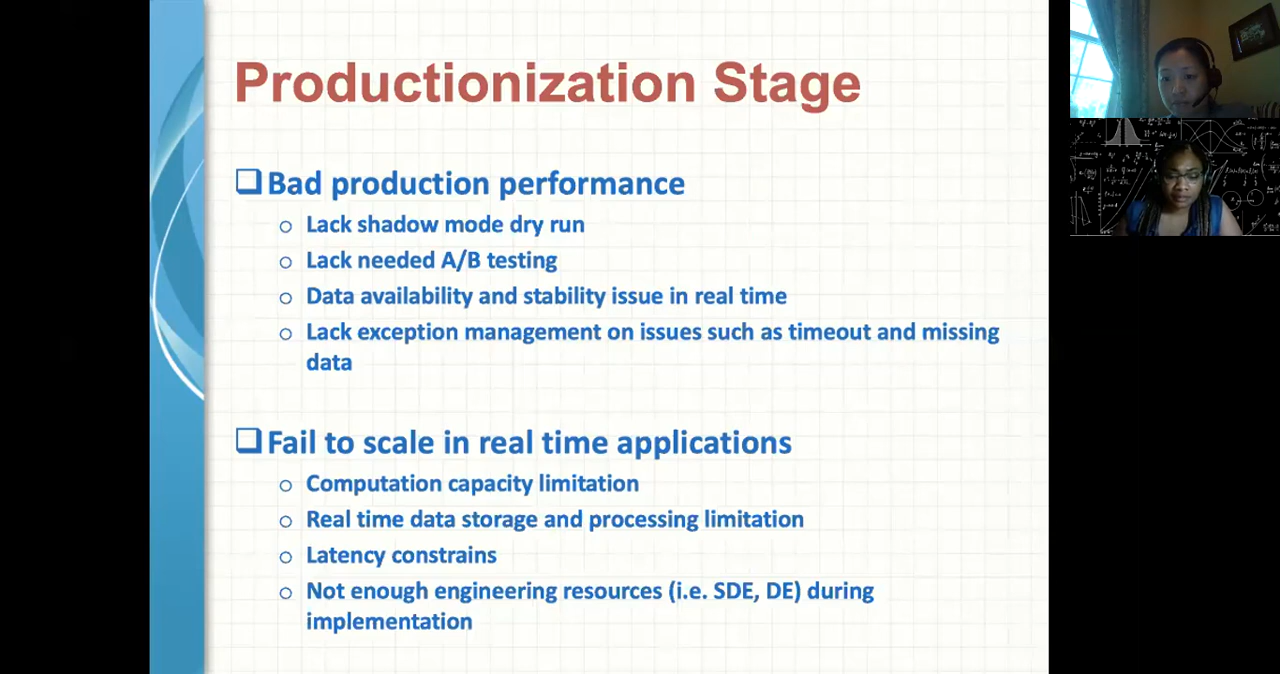 Productionization Stage
Bad production performance
Lack shadow mode dry run
Lack needed A/B testing
Data availability and stability issue in real time
Lack exception management on issues such as timeout and missing
data
Fail to scale in real time applications
Computation capacity limitation
Real time data storage and processing limitation
Latency constrains
Not enough engineering resources (i.e. SDE, DE) during
implementation